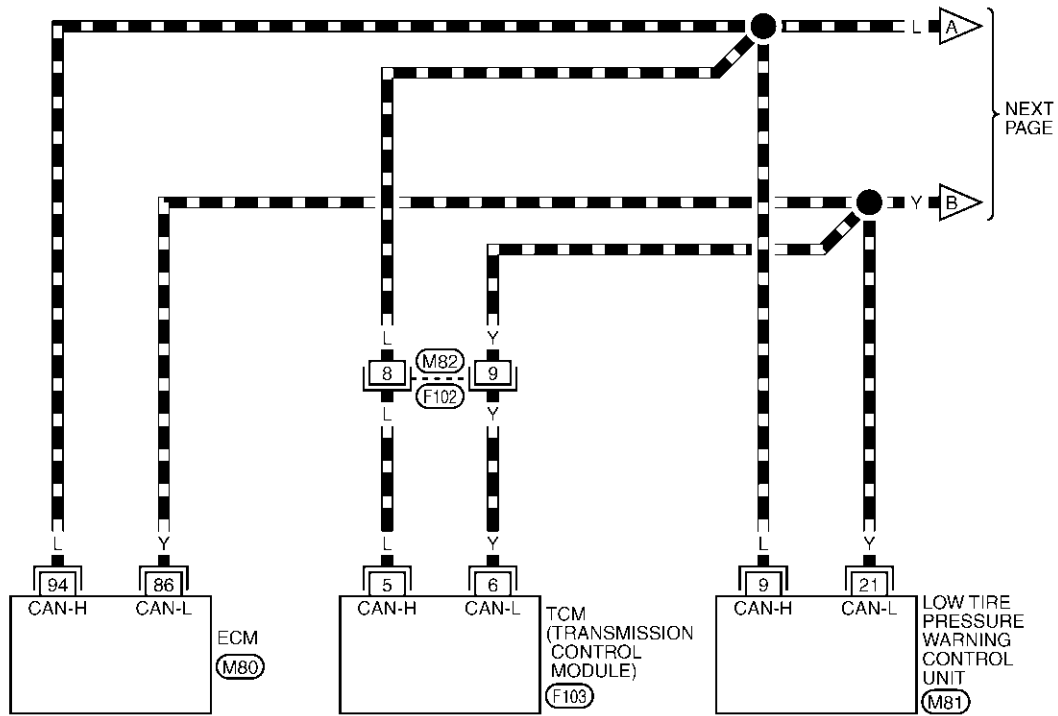 L A
NEXT
PAGE
Y B
L Y
8 M82 9
F102
L Y
L Y L Y L Y
94 86 5 6 9 21
CAN-H CAN-L CAN-H CAN-L CAN-H CAN-L
ECM
M80
TCM
(TRANSMISSION
CONTROL
MODULE)
F103
LOW TIRE
PRESSURE
WARNING
CONTROL
UNIT
M81